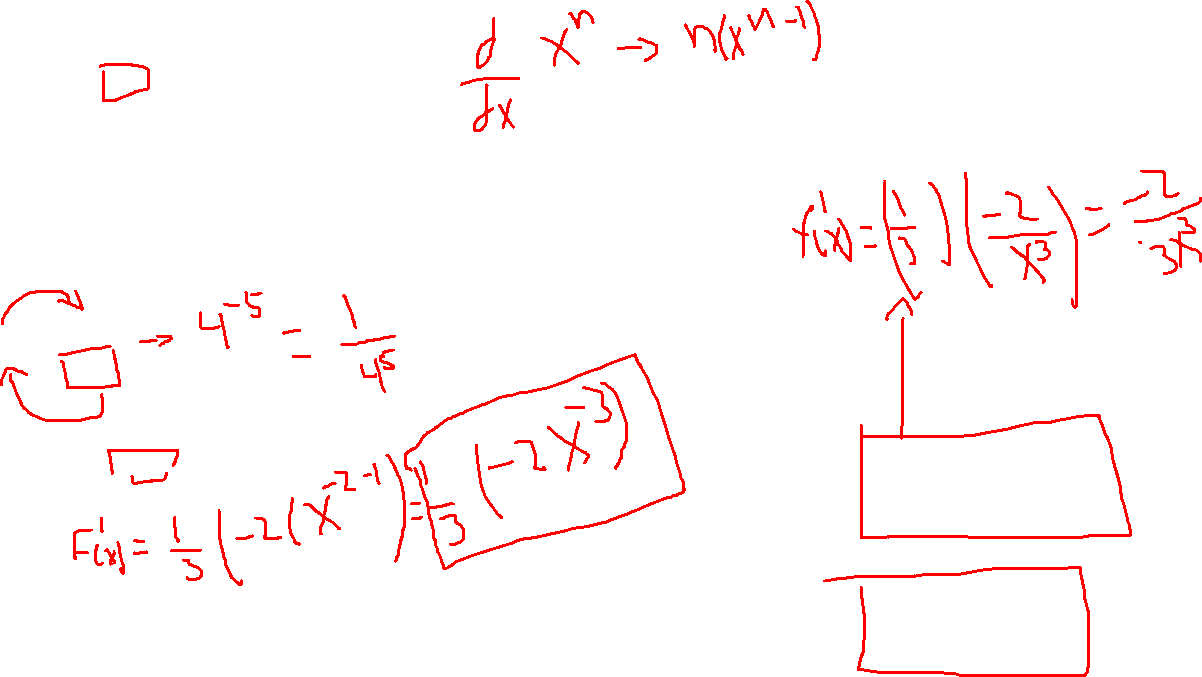 d/dx x^n → n(x^{n-1})
f'(x) = (1/3)(-2/x^3) = -2/3x^3
→ 4^{-5} = 1/4^5
F'(x) = 1/3(-2(x^{-2-1}) = 1/3(-2x^{-3})